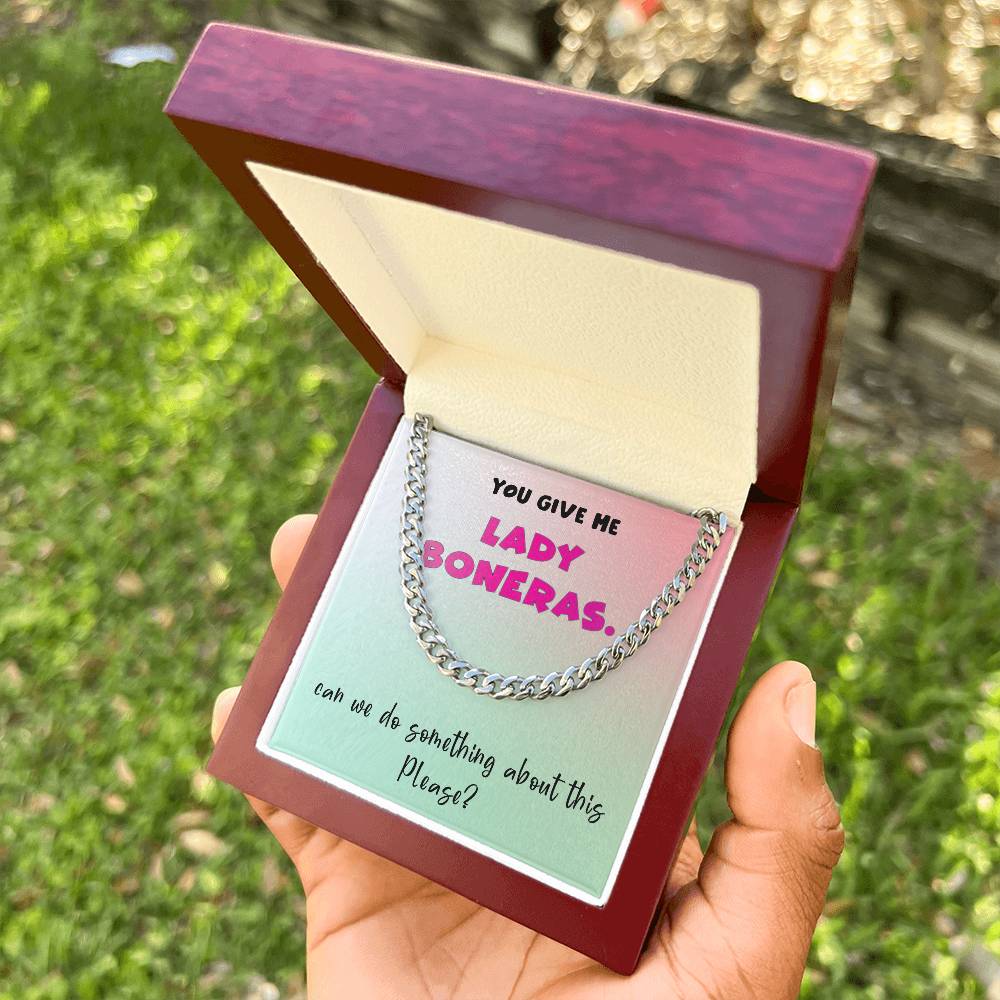 YOU GIVE ME
LADY
BONERAS.
can we do something about this
Please?